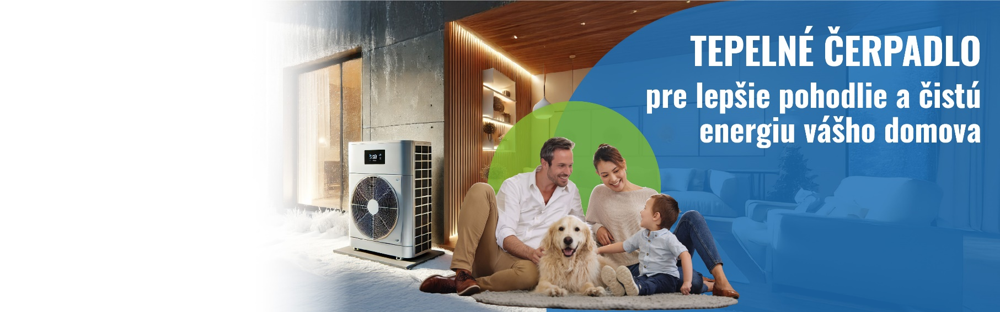 TEPELNÉ ČERPADLO
pre lepšie pohodlie a čistú
energiu vášho domova